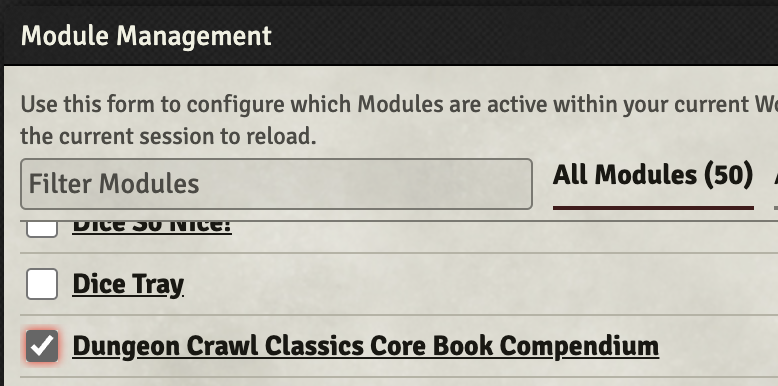 Module Management
Use this form to configure which Modules are active within your current
the current session to reload.
Filter Modules
All Modules (50)
Dice So Nice!
Dice Tray
Dungeon Crawl Classics Core Book Compendium